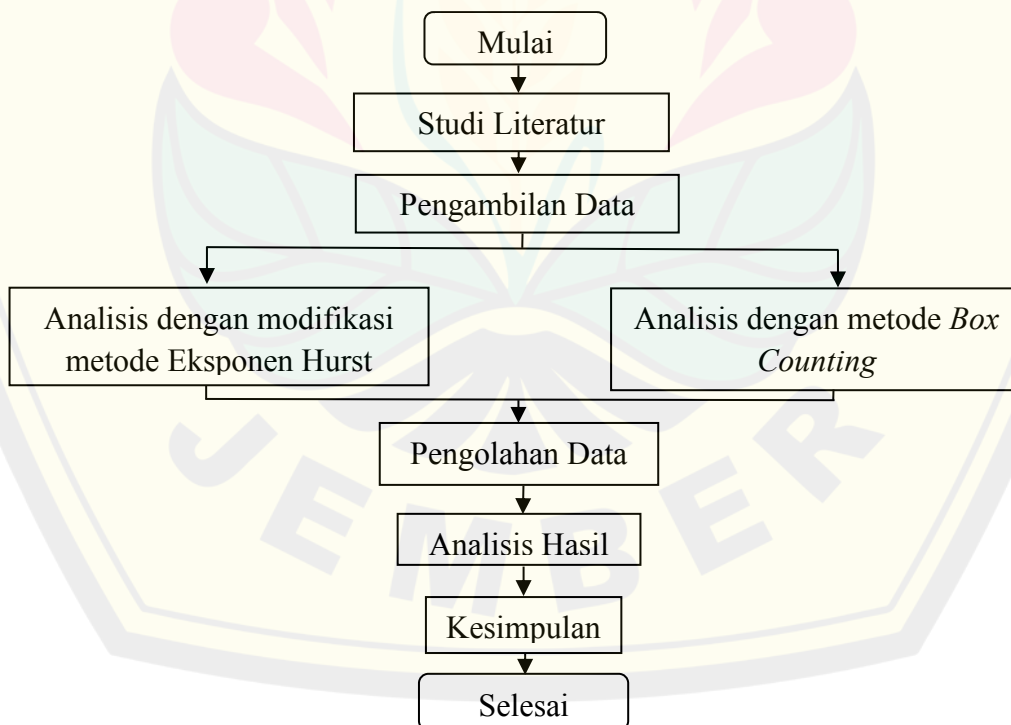 Mulai
Studi Literatur
Pengambilan Data
Analisis dengan modifikasi
metode Eksponen Hurst
Analisis dengan metode Box
Counting
Pengolahan Data
Analisis Hasil
Kesimpulan
Selesai
JEMBER